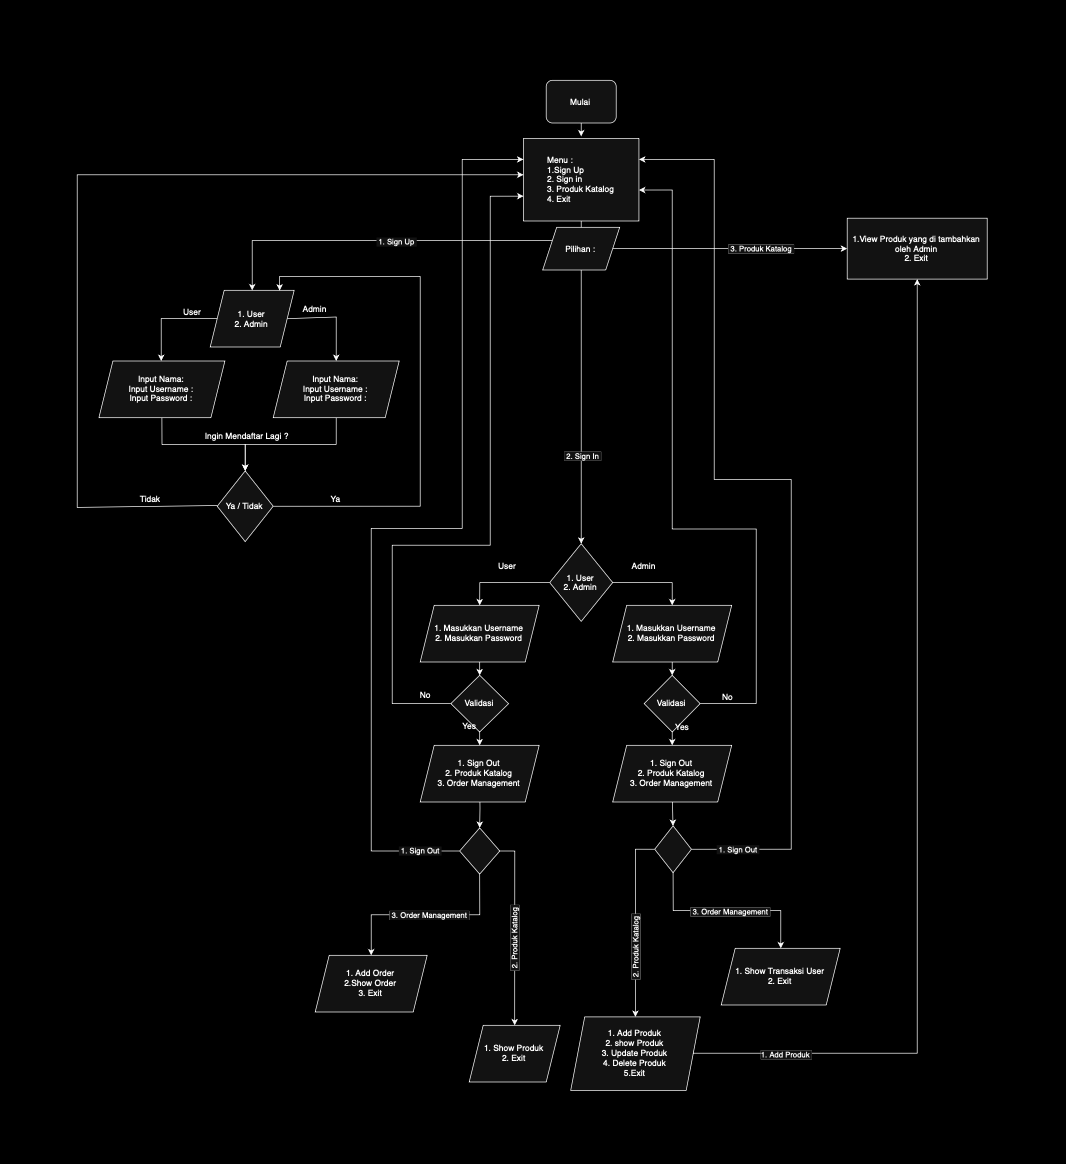 Mulai
Menu :
1.Sign Up
2. Sign in
3. Produk Katalog
4. Exit
Pilihan :
1. Sign Up
3. Produk Katalog
1.View Produk yang di tambahkan
oleh Admin
2. Exit
User
1. User
2. Admin
Admin
Input Nama:
Input Username :
Input Password :
Input Nama:
Input Username :
Input Password :
Ingin Mendaftar Lagi ?
Tidak
Ya / Tidak
Ya
2. Sign In
User
1. User
2. Admin
Admin
1. Masukkan Username
2. Masukkan Password
1. Masukkan Username
2. Masukkan Password
No
Validasi
Yes
Validasi
No
Yes
1. Sign Out
2. Produk Katalog
3. Order Management
1. Sign Out
2. Produk Katalog
3. Order Management
1. Sign Out
1. Sign Out
3. Order Management
2. Produk Katalog
2. Produk Katalog
3. Order Management
1. Add Order
2.Show Order
3. Exit
1. Show Transaksi User
2. Exit
1. Show Produk
2. Exit
1. Add Produk
2. show Produk
3. Update Produk
4. Delete Produk
5.Exit
1. Add Produk